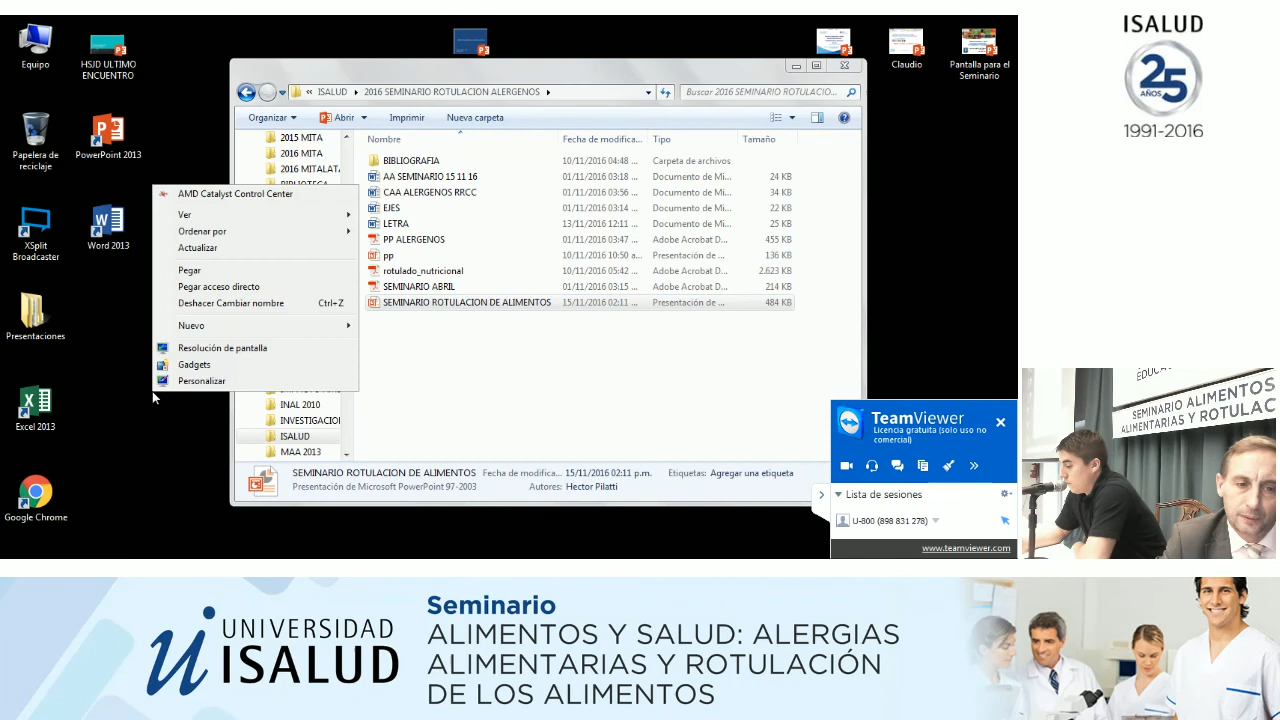 Equipo
HSJD ULTIMO
ENCUENTRO
Claudio
Pantalla para el
Seminario
Papelera de
reciclaje
PowerPoint 2013
XSplit
Broadcaster
Word 2013
Presentaciones
Excel 2013
Google Chrome
« ISALUD ▸ 2016 SEMINARIO ROTULACION ALERGENOS ▸
Buscar 2016 SEMINARIO ROTULACIO...
Organizar
Abrir
Imprimir
Nueva carpeta
Nombre
Fecha de modifica...
Tipo
Tamaño
2015 MITA
2016 MITA
2016 MITALAT
BIBLIOTECA
BIBLIOGRAFIA 10/11/2016 04:48 ... Carpeta de archivos
AA SEMINARIO 15 11 16 01/11/2016 03:18 ... Documento de Mi... 24 KB
CAA ALERGENOS RRCC 01/11/2016 03:56 ... Documento de Mi... 34 KB
EJES 01/11/2016 03:14 ... Documento de Mi... 22 KB
LETRA 13/11/2016 12:11 ... Documento de Mi... 25 KB
PP ALERGENOS 01/11/2016 03:47 ... Adobe Acrobat D... 455 KB
pp 10/11/2016 10:50 a... Presentación de ... 136 KB
rotulado_nutricional 10/11/2016 05:42 ... Adobe Acrobat D... 2.623 KB
SEMINARIO ABRIL 01/11/2016 03:15 ... Adobe Acrobat D... 214 KB
SEMINARIO ROTULACION DE ALIMENTOS 15/11/2016 02:11 ... Presentación de ... 484 KB
AMD Catalyst Control Center
Ver
Ordenar por
Actualizar
Pegar
Pegar acceso directo
Deshacer Cambiar nombre Ctrl+Z
Nuevo
Resolución de pantalla
Gadgets
Personalizar
INAL 2010
INVESTIGACION
ISALUD
MAA 2013
SEMINARIO ROTULACION DE ALIMENTOS Fecha de modifica... 15/11/2016 02:11 p.m. Etiquetas: Agregar una etiqueta
Presentación de Microsoft PowerPoint 97-2003 Autores: Hector Pilatti
TeamViewer
Licencia gratuita (solo uso no
comercial)
Lista de sesiones
U-800 (898 831 278)
www.teamviewer.com
ISALUD
25
AÑOS
1991-2016
SEMINARIO ALIMENTOS
ALIMENTARIAS Y ROTULAC
UNIVERSIDAD
ISALUD
Seminario
ALIMENTOS Y SALUD: ALERGIAS
ALIMENTARIAS Y ROTULACIÓN
DE LOS ALIMENTOS